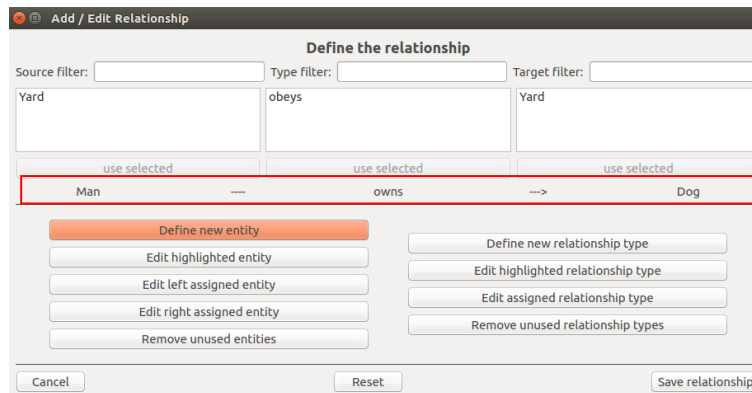 Add / Edit Relationship
Define the relationship
Source filter: Type filter: Target filter:
Yard obeys Yard
use selected use selected use selected
Man ---- owns ---> Dog
Define new entity
Edit highlighted entity
Edit left assigned entity
Edit right assigned entity
Remove unused entities
Define new relationship type
Edit highlighted relationship type
Edit assigned relationship type
Remove unused relationship types
Cancel Reset Save relationship